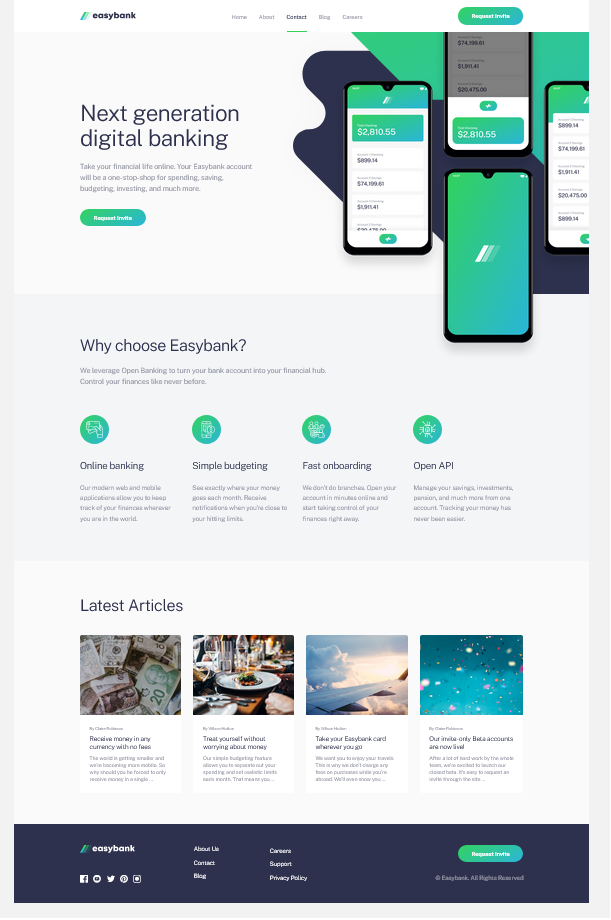 easybank
Home About Contact Blog Careers
Request Invite
Next generation
digital banking
Take your financial life online. Your Easybank account
will be a one-stop-shop for spending, saving,
budgeting, investing, and much more.
Request Invite
$2,810.55
$899.14
$74,199.61
$1,911.41
$20,475.00
$74,199.61
$1,911.41
$20,475.00
$2,810.55
$899.14
$74,199.61
$1,911.41
$899.14
Why choose Easybank?
We leverage Open Banking to turn your bank account into your financial hub.
Control your finances like never before.
Online banking
Our modern web and mobile
applications allow you to keep
track of your finances wherever
you are in the world.
Simple budgeting
See exactly where your money
goes each month. Receive
notifications when you're close to
your hitting limits.
Fast onboarding
We don't do branches. Open your
account in minutes online and
start taking control of your
finances right away.
Open API
Manage your savings, investments,
pension, and much more from one
account. Tracking your money has
never been easier.
Latest Articles
By Claire Robinson
Receive money in any
currency with no fees
The world is getting smaller and
we're becoming more mobile. So
why should you be forced to only
receive money in a single ...
By Wilson Hutton
Treat yourself without
worrying about money
Our simple budgeting feature
allows you to separate out your
spending and set realistic limits
each month. That means you ...
By Wilson Hutton
Take your Easybank card
wherever you go
We want you to enjoy your travels.
This is why we don't charge any
fees on purchases while you're
abroad. We'll even show you ...
By Claire Robinson
Our invite-only Beta accounts
are now live!
After a lot of hard work by the whole
team, we're excited to launch our
closed beta. It's easy to request an
invite through the site ...
easybank
About Us
Contact
Blog
Careers
Support
Privacy Policy
Request Invite
© Easybank. All Rights Reserved